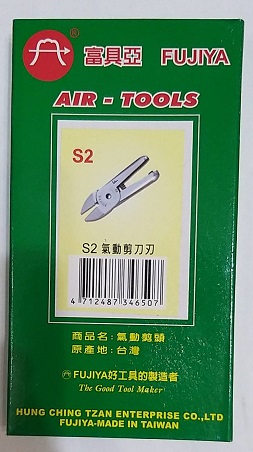 ® 富具亞 FUJIYA
AIR - TOOLS
S2
S2 氣動剪刀刃
4 712487 346507
商品名：氣動剪頭
原產地：台灣
FUJIYA好工具的製造者
The Good Tool Maker
HUNG CHING TZAN ENTERPRISE CO.,LTD
FUJIYA-MADE IN TAIWAN